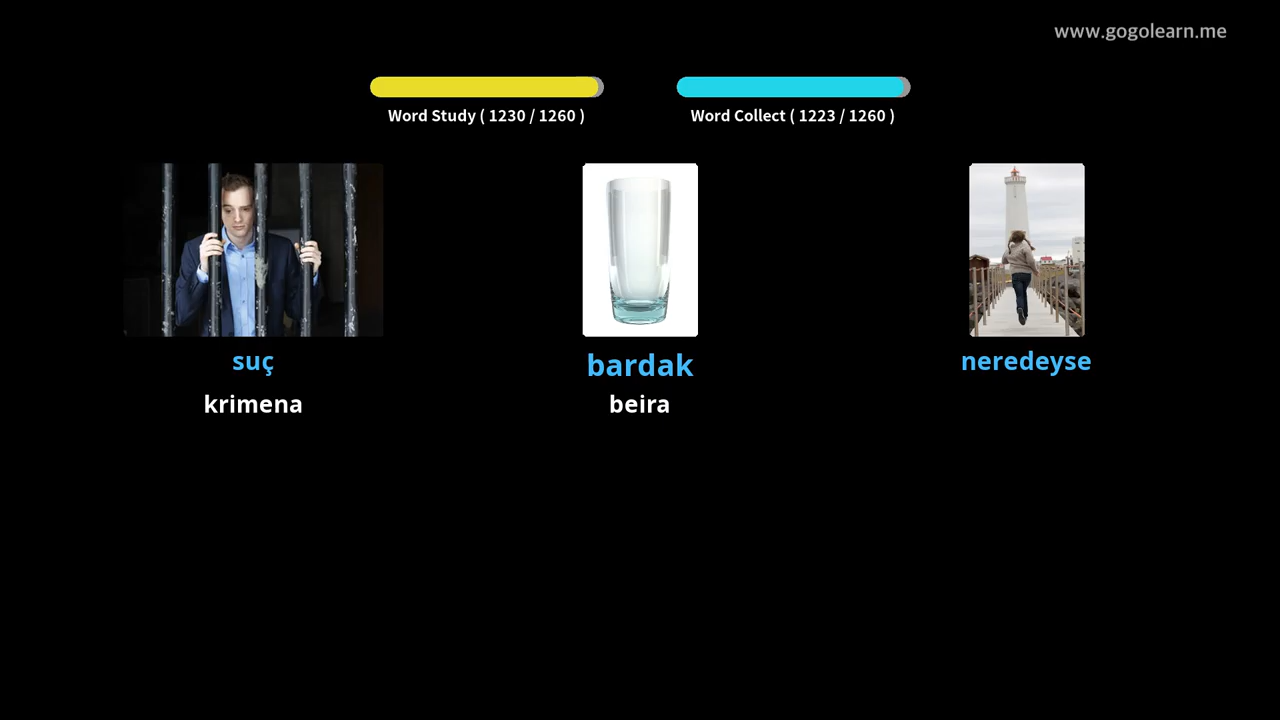 www.gogolearn.me
Word Study ( 1230 / 1260 )
Word Collect ( 1223 / 1260 )
suç
krimena
bardak
beira
neredeyse